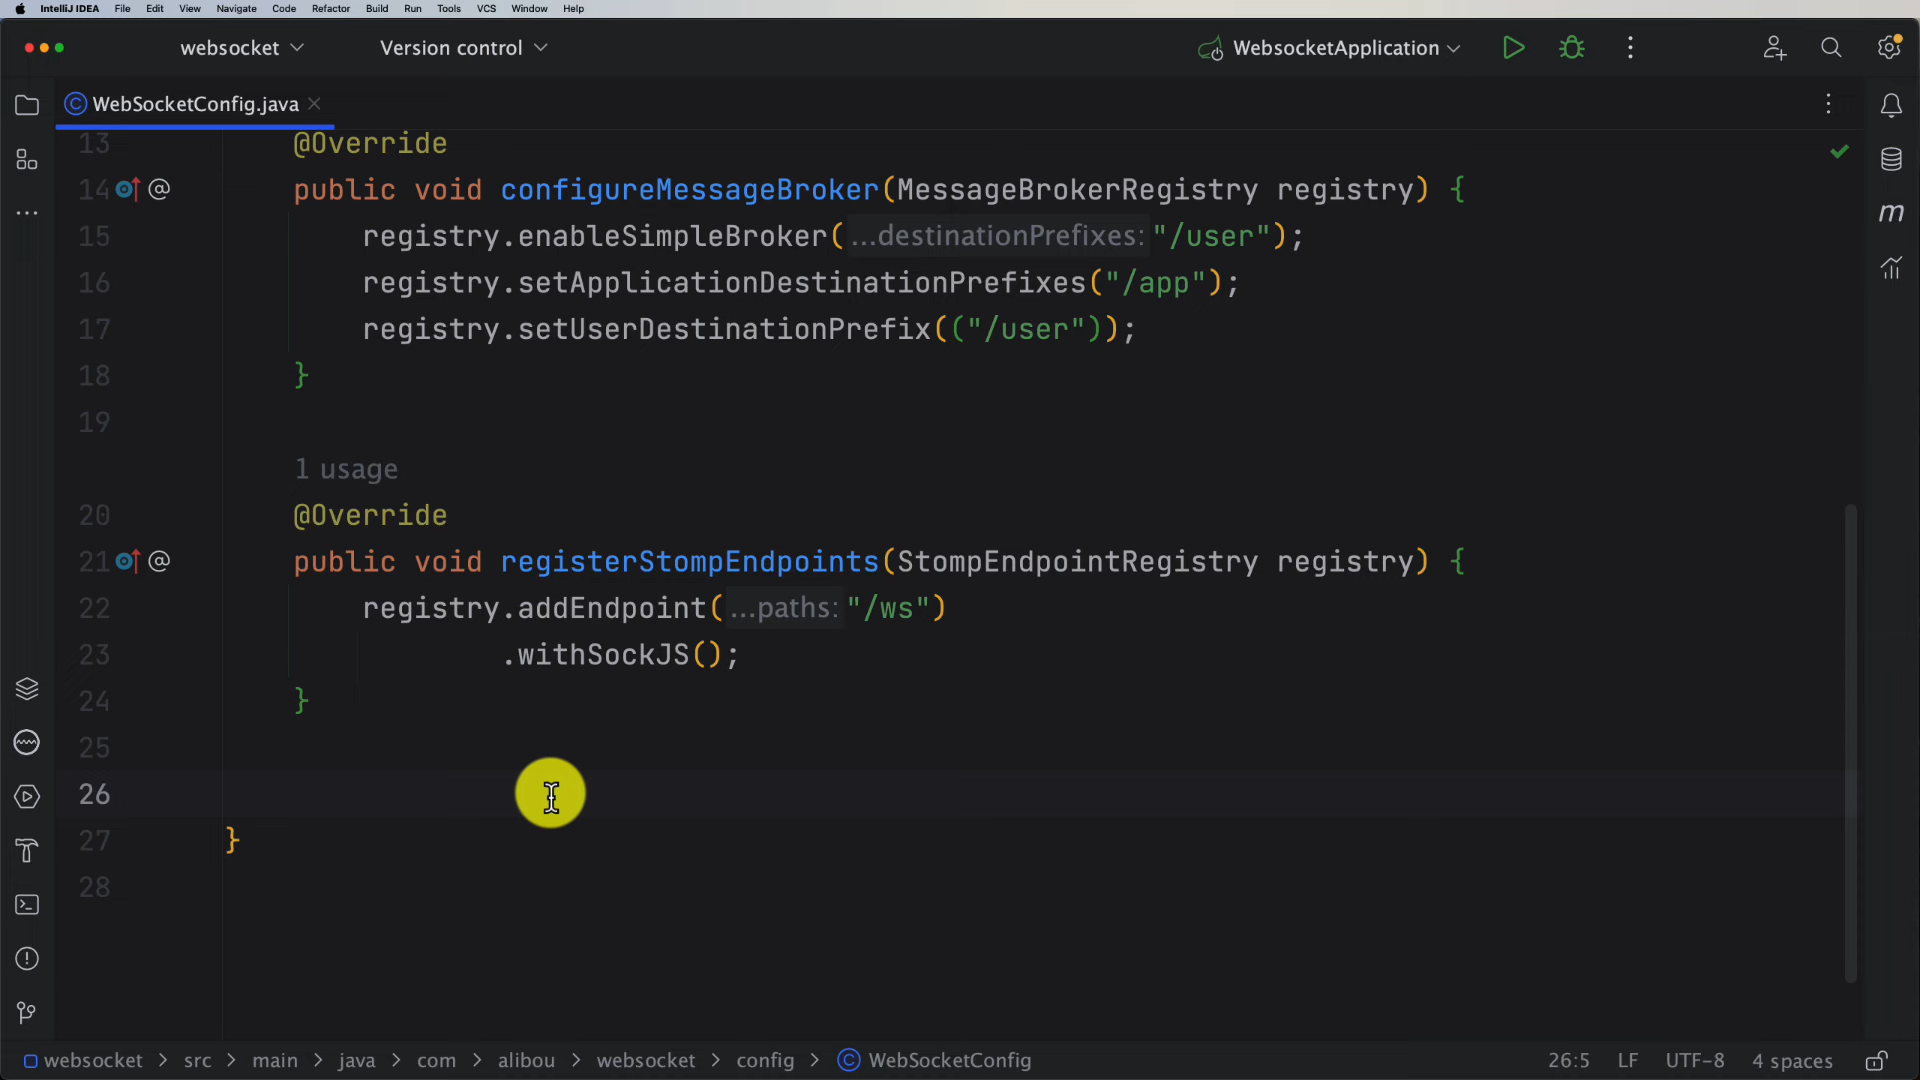 IntelliJ IDEA File Edit View Navigate Code Refactor Build Run Tools VCS Window Help
websocket Version control WebsocketApplication
WebSocketConfig.java
13 @Override
14 @ public void configureMessageBroker(MessageBrokerRegistry registry) {
15 registry.enableSimpleBroker( ...destinationPrefixes: "/user");
16 registry.setApplicationDestinationPrefixes("/app");
17 registry.setUserDestinationPrefix(("/user"));
18 }
19
1 usage
20 @Override
21 @ public void registerStompEndpoints(StompEndpointRegistry registry) {
22 registry.addEndpoint( ...paths: "/ws")
23 .withSockJS();
24 }
25
26
27 }
28
websocket > src > main > java > com > alibou > websocket > config > WebSocketConfig 26:5 LF UTF-8 4 spaces